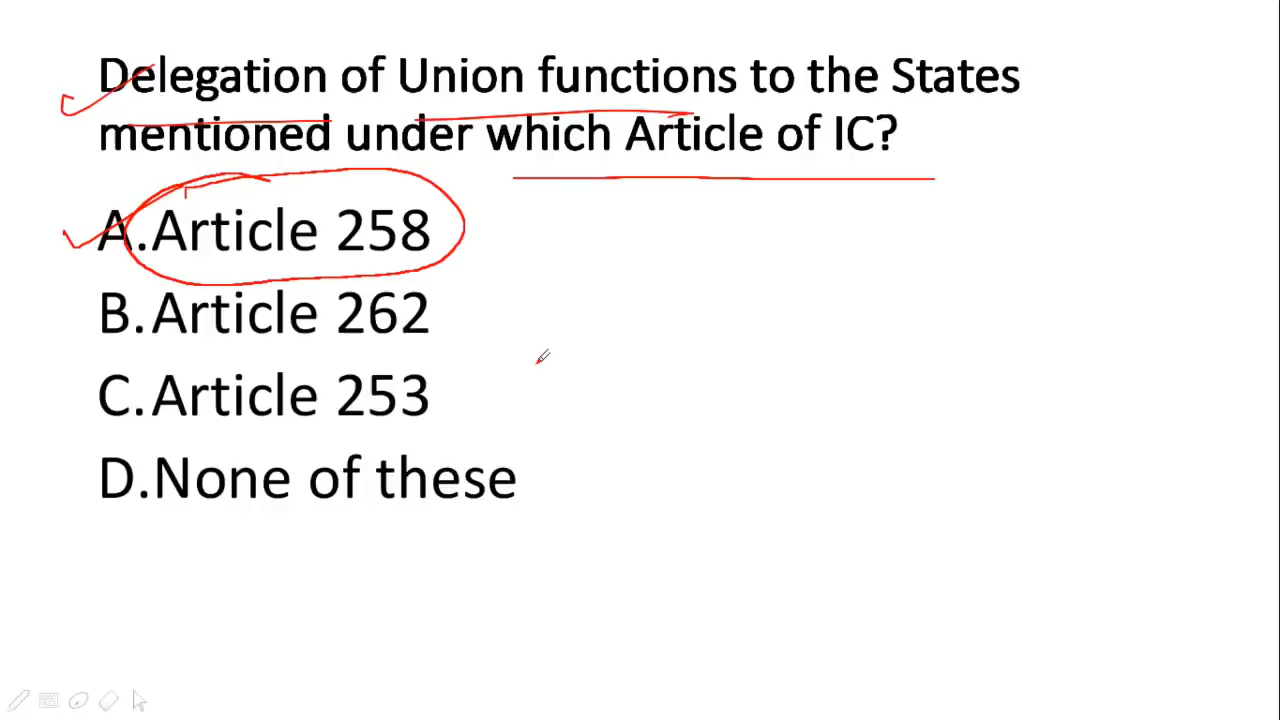 Delegation of Union functions to the States
mentioned under which Article of IC?
A.Article 258
B.Article 262
C.Article 253
D.None of these